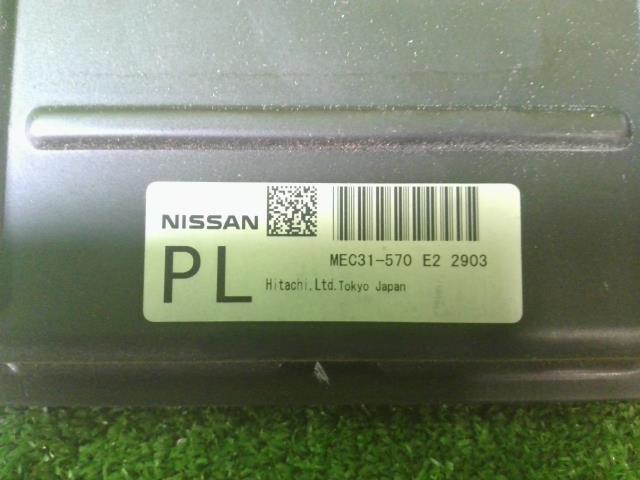 NISSAN
MEC31-570 E2 2903
PL
Hitachi,Ltd.Tokyo Japan